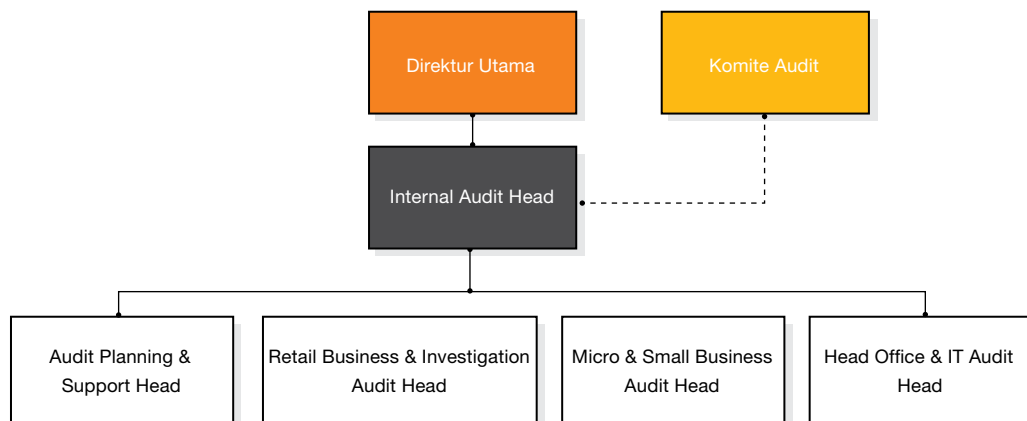 Direktur Utama
Komite Audit
Internal Audit Head
Audit Planning &
Support Head
Retail Business & Investigation
Audit Head
Micro & Small Business
Audit Head
Head Office & IT Audit
Head